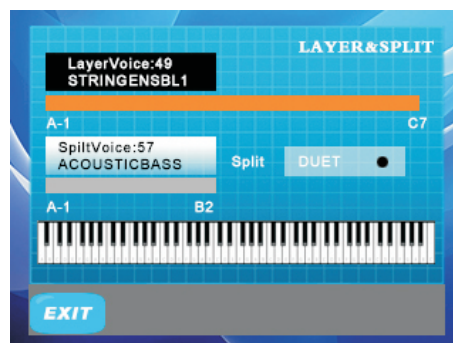 LAYER&SPLIT
LayerVoice:49
STRINGENSBL1
A-1 C7
SpiltVoice:57
ACOUSTICBASS
Split DUET
A-1 B2
EXIT